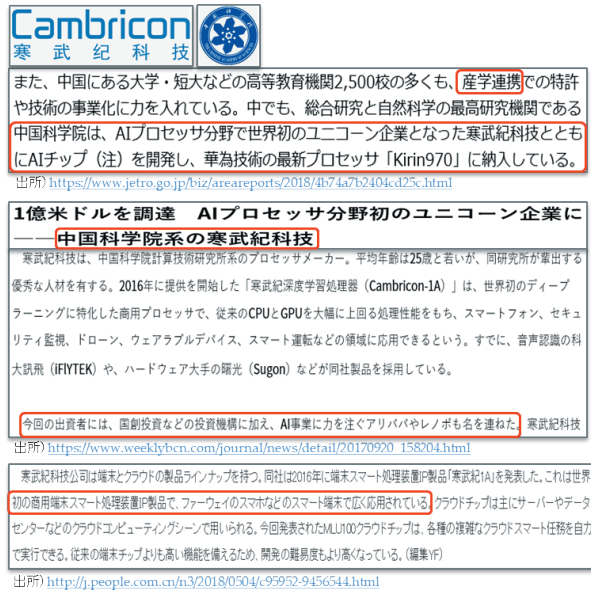 Cambricon
寒武纪科技
また、中国にある大学・短大などの高等教育機関2,500校の多くも、産学連携での特許
や技術の事業化に力を入れている。中でも、総合研究と自然科学の最高研究機関である
中国科学院は、AIプロセッサ分野で世界初のユニコーン企業となった寒武紀科技ととも
にAIチップ（注）を開発し、華為技術の最新プロセッサ「Kirin970」に納入している。
出所) https://www.jetro.go.jp/biz/areareports/2018/4b74a7b2404cd25c.html
1億米ドルを調達　AIプロセッサ分野初のユニコーン企業に
――中国科学院系の寒武紀科技
寒武紀科技は、中国科学院計算技術研究所系のプロセッサメーカー。平均年齢は25歳と若いが、同研究所が輩出する
優秀な人材を有する。2016年に提供を開始した「寒武紀深度学習処理器（Cambricon-1A）」は、世界初のディープ
ラーニングに特化した商用プロセッサで、従来のCPUとGPUを大幅に上回る処理性能をもち、スマートフォン、セキュ
リティ監視、ドローン、ウェアラブルデバイス、スマート運転などの領域に応用できるという。すでに、音声認識の科
大訊飛（iFlYTEK）や、ハードウェア大手の曙光（Sugon）などが同社製品を採用している。
今回の出資者には、国創投資などの投資機構に加え、AI事業に力を注ぐアリババやレノボも名を連ねた。寒武紀科技
出所) https://www.weeklybcn.com/journal/news/detail/20170920_158204.html
寒武紀科技公司は端末とクラウドの製品ラインナップを持つ。同社は2016年に端末スマート処理装置IP製品「寒武紀1A」を発表した。これは世界
初の商用端末スマート処理装置IP製品で、ファーウェイのスマホなどのスマート端末で広く応用されている。クラウドチップは主にサーバーやデータ
センターなどのクラウドコンピューティングシーンで用いられる。今回発表されたMLU100クラウドチップは、各種の複雑なクラウドスマート任務を自力
で実行できる。従来の端末チップよりも高い機能を備えるため、開発の難易度もより高くなっている。（編集YF）
出所) http://j.people.com.cn/n3/2018/0504/c95952-9456544.html